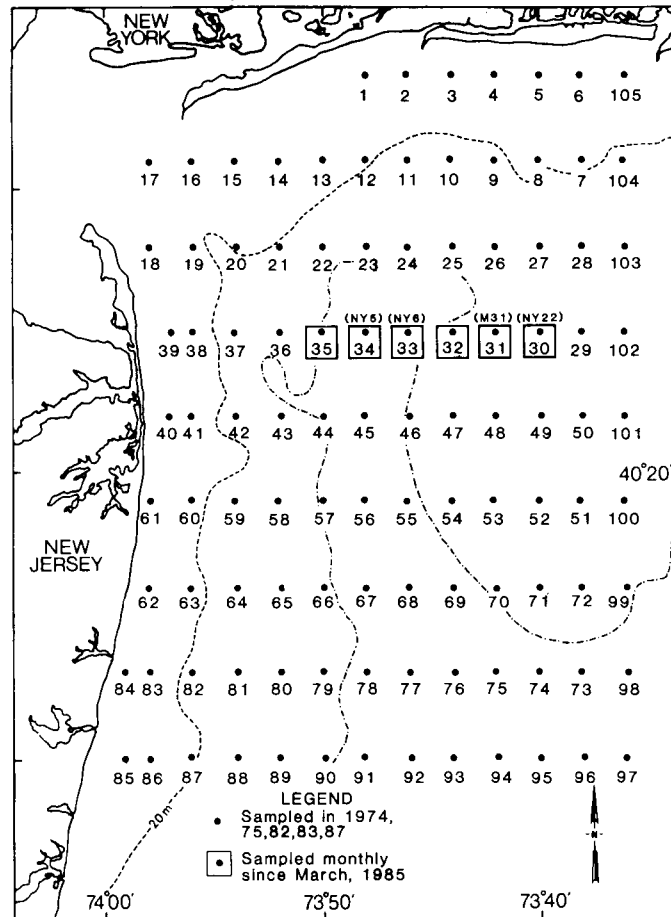 NEW
YORK
1 2 3 4 5 6 105
17 16 15 14 13 12 11 10 9 8 7 104
18 19 20 21 22 23 24 25 26 27 28 103
(NY5) (NY6) (M31) (NY22)
39 38 37 36 35 34 33 32 31 30 29 102
40 41 42 43 44 45 46 47 48 49 50 101
40°20'
61 60 59 58 57 56 55 54 53 52 51 100
NEW
JERSEY
62 63 64 65 66 67 68 69 70 71 72 99
84 83 82 81 80 79 78 77 76 75 74 73 98
85 86 87 88 89 90 91 92 93 94 95 96 97
20m
LEGEND
Sampled in 1974,
75,82,83,87
Sampled monthly
since March, 1985
N
74°00' 73°50' 73°40'